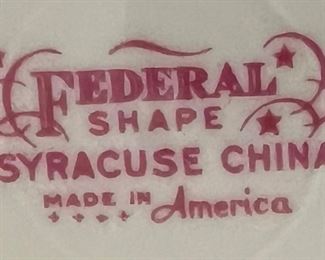 FEDERAL
SHAPE
SYRACUSE CHINA
MADE IN America